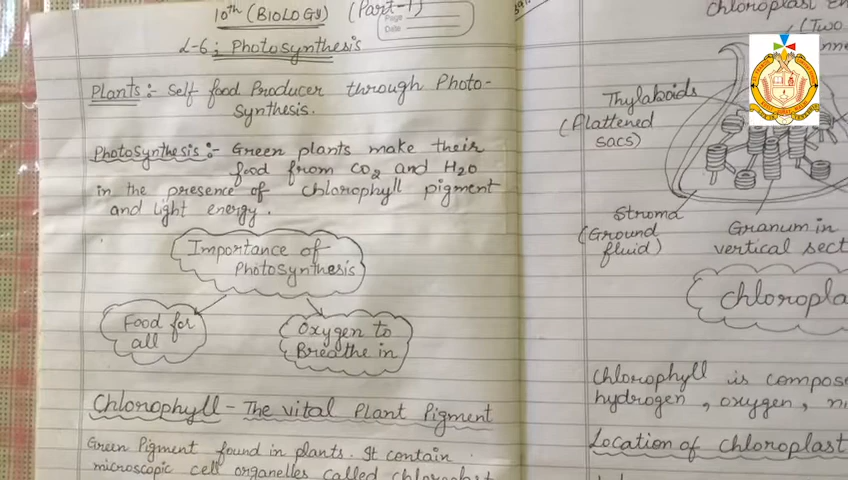 10th (BIOLOGY) (Part-1)
Page
Date
L-6; Photosynthesis
Plants:- Self food Producer through Photo-
synthesis.
Photosynthesis:- Green plants make their
food from CO2 and H2O
in the presence of chlorophyll pigment
and light energy.
Importance of
Photosynthesis
Food for
all
Oxygen to
Breathe in
Chlorophyll - The vital Plant Pigment
Green Pigment found in plants. It contain
microscopic cell organelles called
Chloroplast
(Two
Thylakoids
(flattened
sacs)
Stroma
(Ground
fluid)
Granum in
vertical sect
Chloropla
Chlorophyll is compose
hydrogen, oxygen,
Location of chloroplast